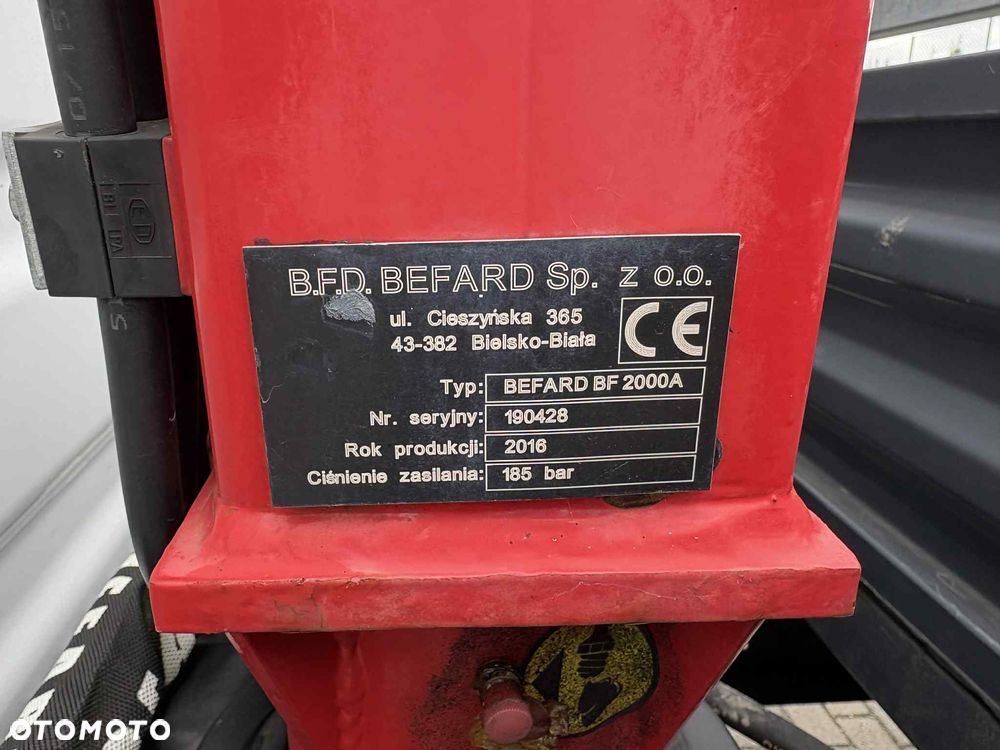 B.F.D. BEFARD Sp. z o.o.
ul. Cieszyńska 365
43-382 Bielsko-Biała
CE
Typ: BEFARD BF 2000A
Nr. seryjny: 190428
Rok produkcji: 2016
Ciśnienie zasilania: 185 bar
OTOMOTO